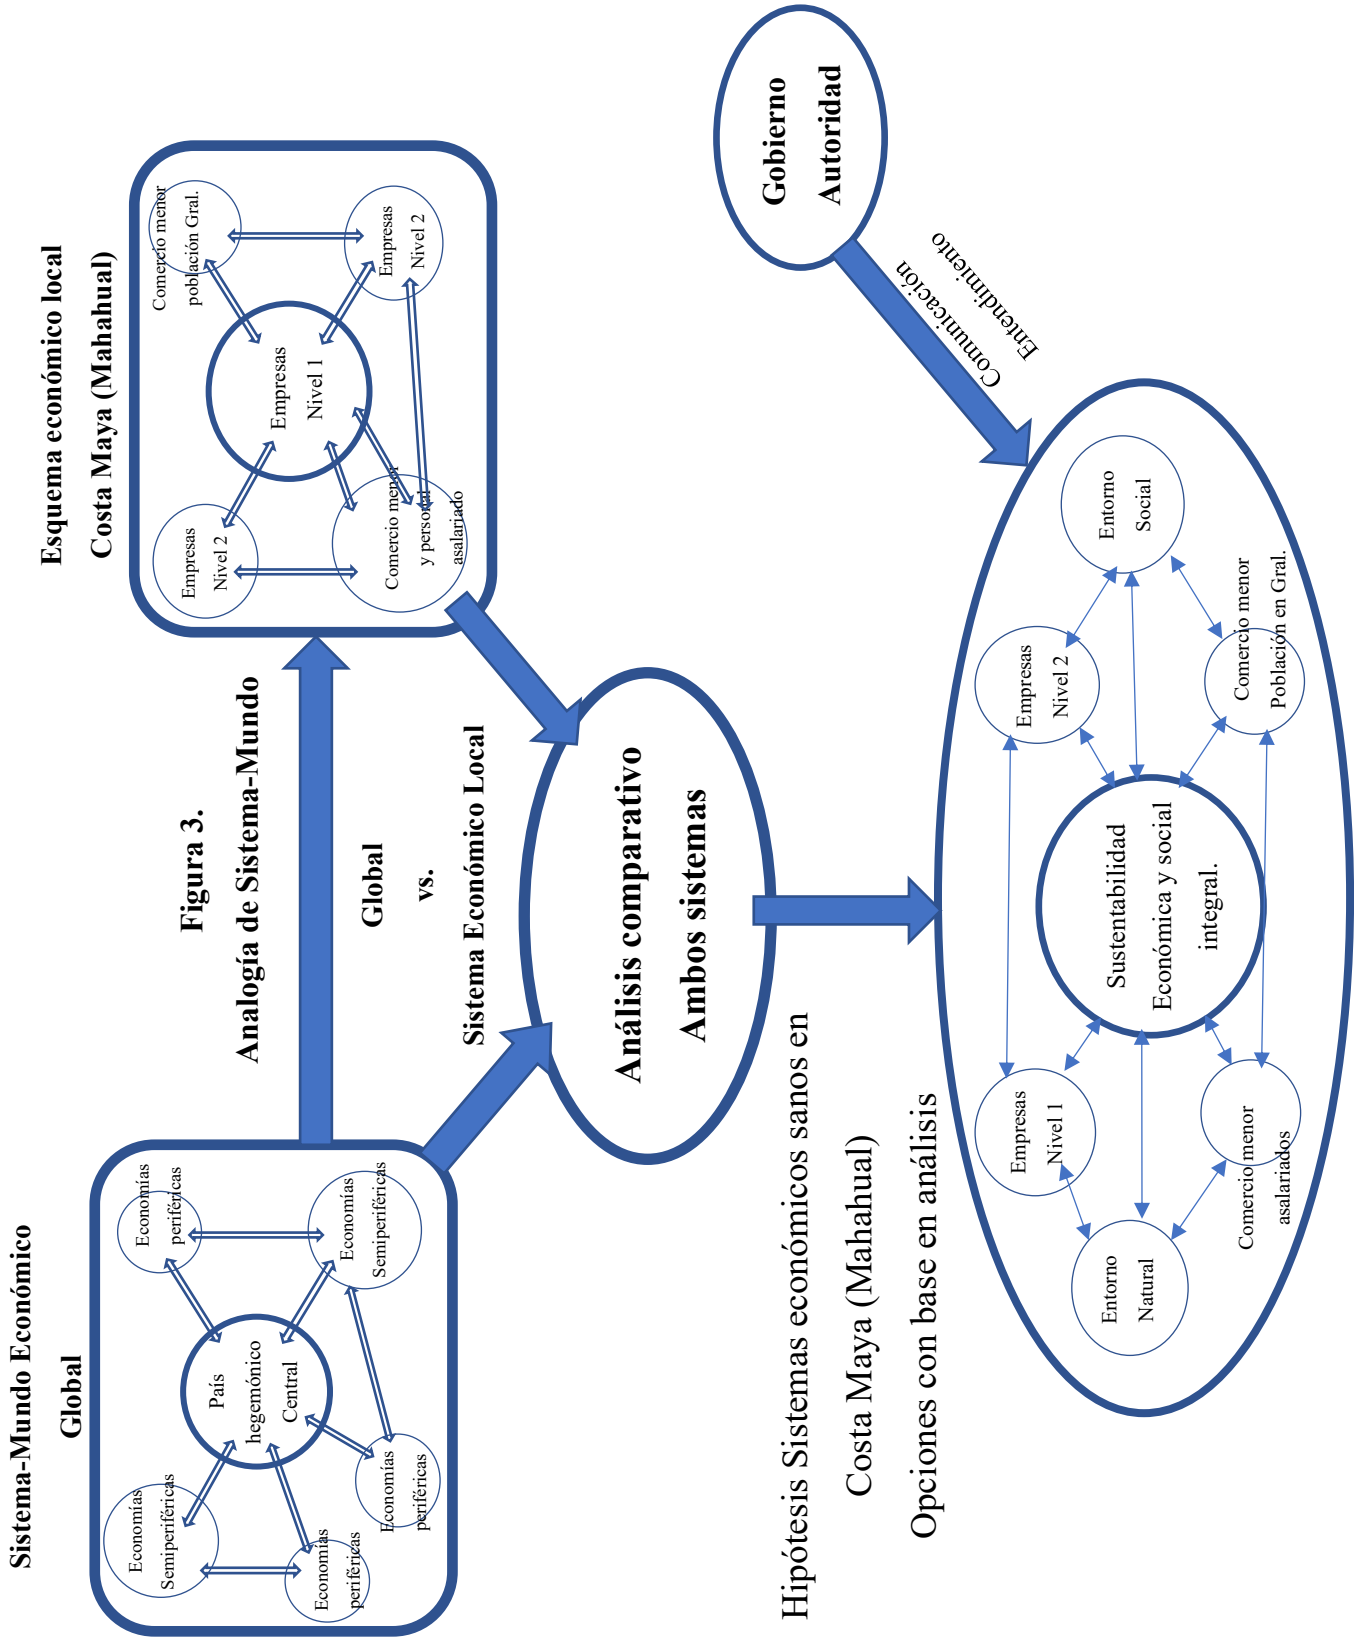 Figura 3.
Analogía de Sistema-Mundo
Global
vs.
Sistema Económico Local
Sistema-Mundo Económico
Global
Economías
Semiperiféricas
País
hegemónico
Central
Economías
periféricas
Economías
periféricas
Economías
periféricas
Economías
Semiperiféricas
Esquema económico local
Costa Maya (Mahahual)
Empresas
Nivel 2
Empresas
Nivel 1
Comercio menor
población Gral.
Comercio menor
y personal
asalariado
Empresas
Nivel 2
Análisis comparativo
Ambos sistemas
Gobierno
Autoridad
Comunicación
Entendimiento
Hipótesis Sistemas económicos sanos en
Costa Maya (Mahahual)
Opciones con base en análisis
Empresas
Nivel 1
Empresas
Nivel 2
Entorno
Natural
Sustentabilidad
Económica y social
integral.
Entorno
Social
Comercio menor
asalariados
Comercio menor
Población en Gral.